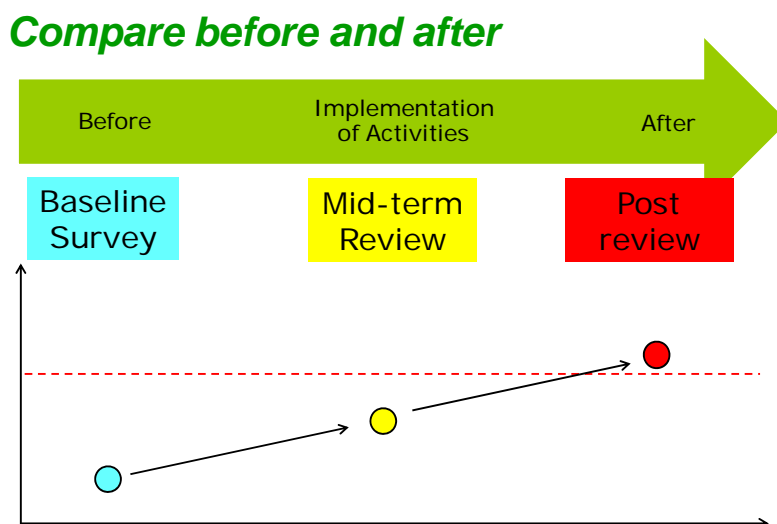 Compare before and after
Before
Implementation
of Activities
After
Baseline
Survey
Mid-term
Review
Post
review